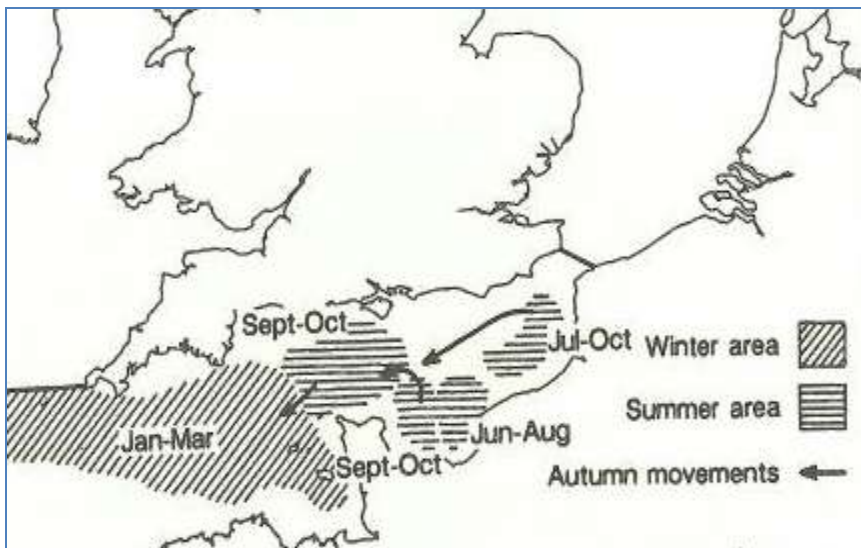 Sept-Oct
Jul-Oct
Winter area
Summer area
Jan-Mar
Jun-Aug
Sept-Oct
Autumn movements